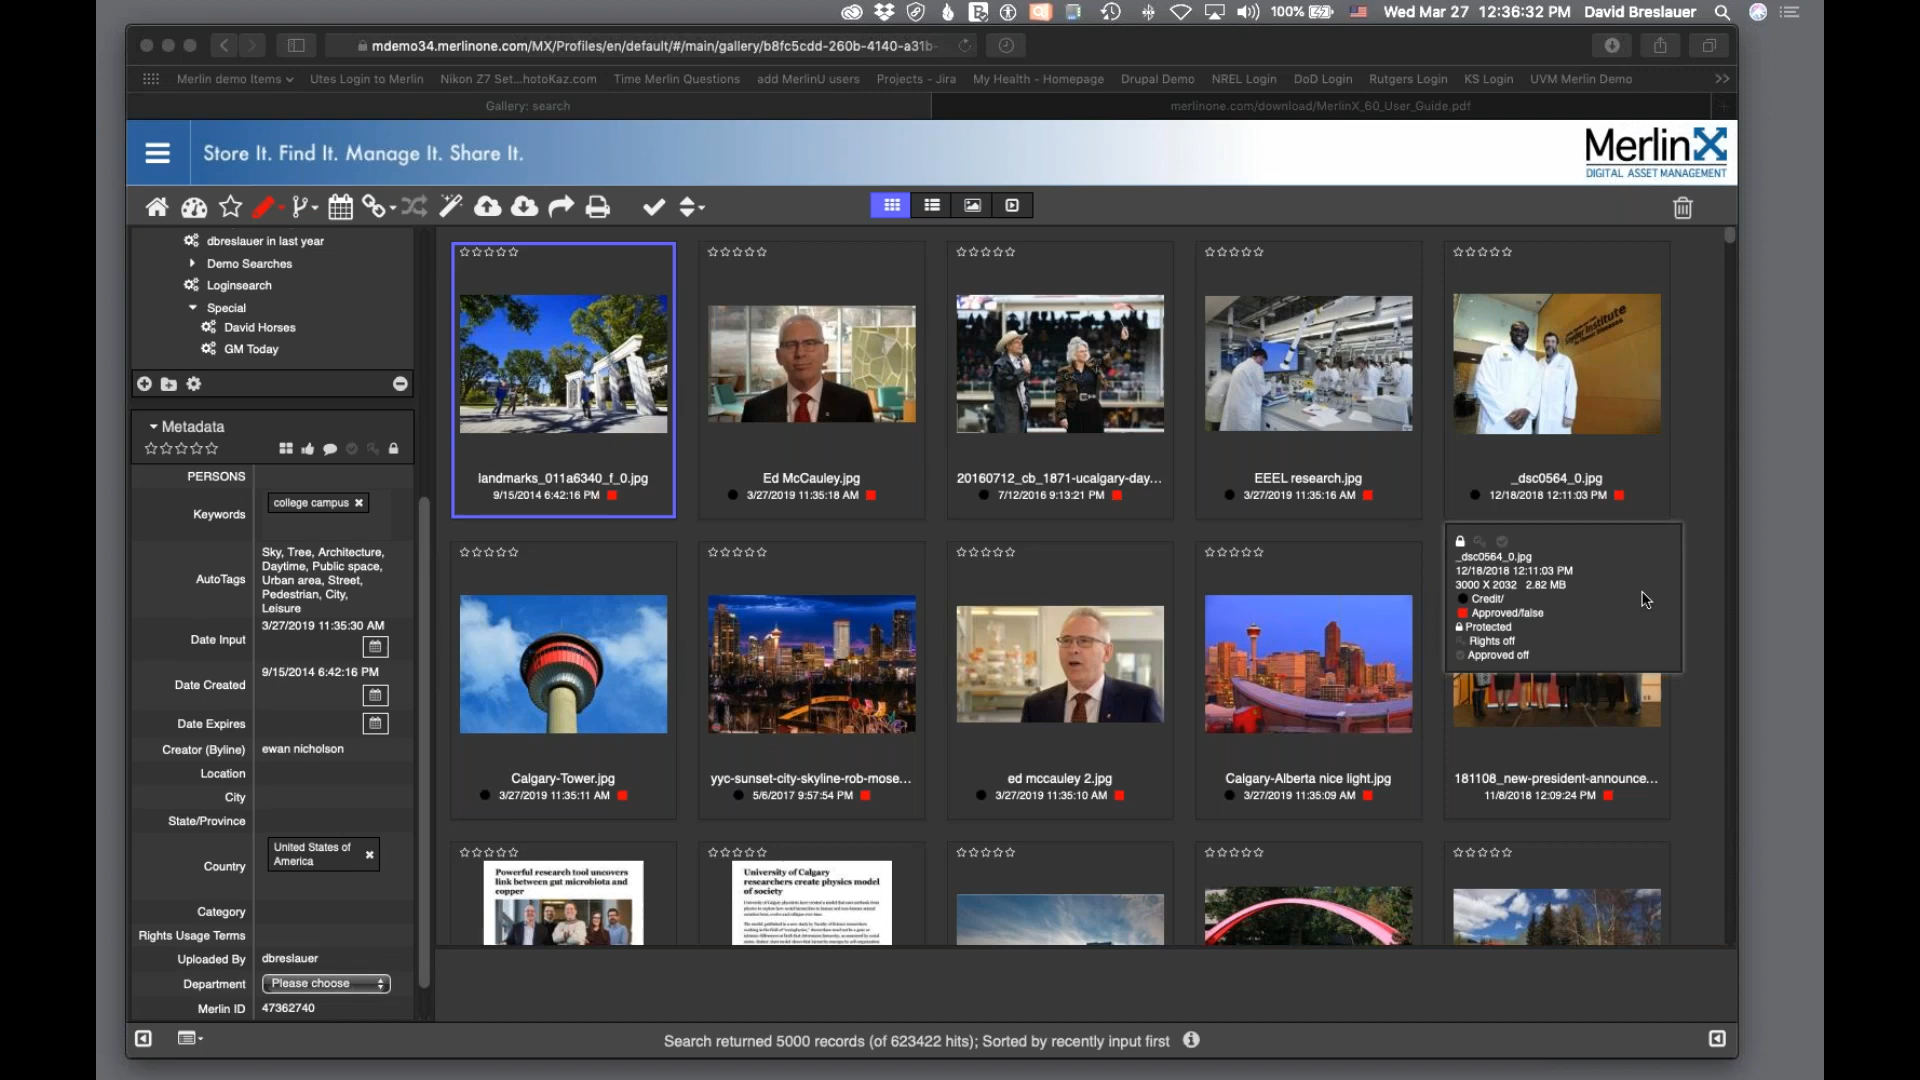 100%
Wed Mar 27 12:36:32 PM David Breslauer
mdemo34.merlinone.com/MX/Profiles/en/default/#/main/gallery/b8fc5cdd-260b-4140-a31b-
Merlin demo Items Utes Login to Merlin Nikon Z7 Set...hotoKaz.com Time Merlin Questions add MerlinU users Projects - Jira My Health - Homepage Drupal Demo NREL Login DoD Login Rutgers Login KS Login UVM Merlin Demo
Gallery: search
merlinone.com/download/MerlinX_60_User_Guide.pdf
Store It. Find It. Manage It. Share It.
MerlinX
DIGITAL ASSET MANAGEMENT
dbreslauer in last year
Demo Searches
Loginsearch
Special
David Horses
GM Today
Metadata
PERSONS
Keywords college campus
AutoTags
Sky, Tree, Architecture,
Daytime, Public space,
Urban area, Street,
Pedestrian, City,
Leisure
Date Input 3/27/2019 11:35:30 AM
Date Created 9/15/2014 6:42:16 PM
Date Expires
Creator (Byline) ewan nicholson
Location
City
State/Province
Country United States of
America
Category
Rights Usage Terms
Uploaded By dbreslauer
Department Please choose
Merlin ID 47362740
landmarks_011a6340_f_0.jpg
9/15/2014 6:42:16 PM
Ed McCauley.jpg
3/27/2019 11:35:18 AM
20160712_cb_1871-ucalgary-day...
7/12/2016 9:13:21 PM
EEEL research.jpg
3/27/2019 11:35:16 AM
Institute
_dsc0564_0.jpg
12/18/2018 12:11:03 PM
_dsc0564_0.jpg
12/18/2018 12:11:03 PM
3000 X 2032 2.82 MB
Credit/
Approved/false
Protected
Rights off
Approved off
Calgary-Tower.jpg
3/27/2019 11:35:11 AM
yyc-sunset-city-skyline-rob-mose...
5/6/2017 9:57:54 PM
ed mccauley 2.jpg
3/27/2019 11:35:10 AM
Calgary-Alberta nice light.jpg
3/27/2019 11:35:09 AM
181108_new-president-announce...
11/8/2018 12:09:24 PM
Powerful research tool uncovers
link between gut microbiota and
copper
University of Calgary
researchers create physics model
of society
Search returned 5000 records (of 623422 hits); Sorted by recently input first